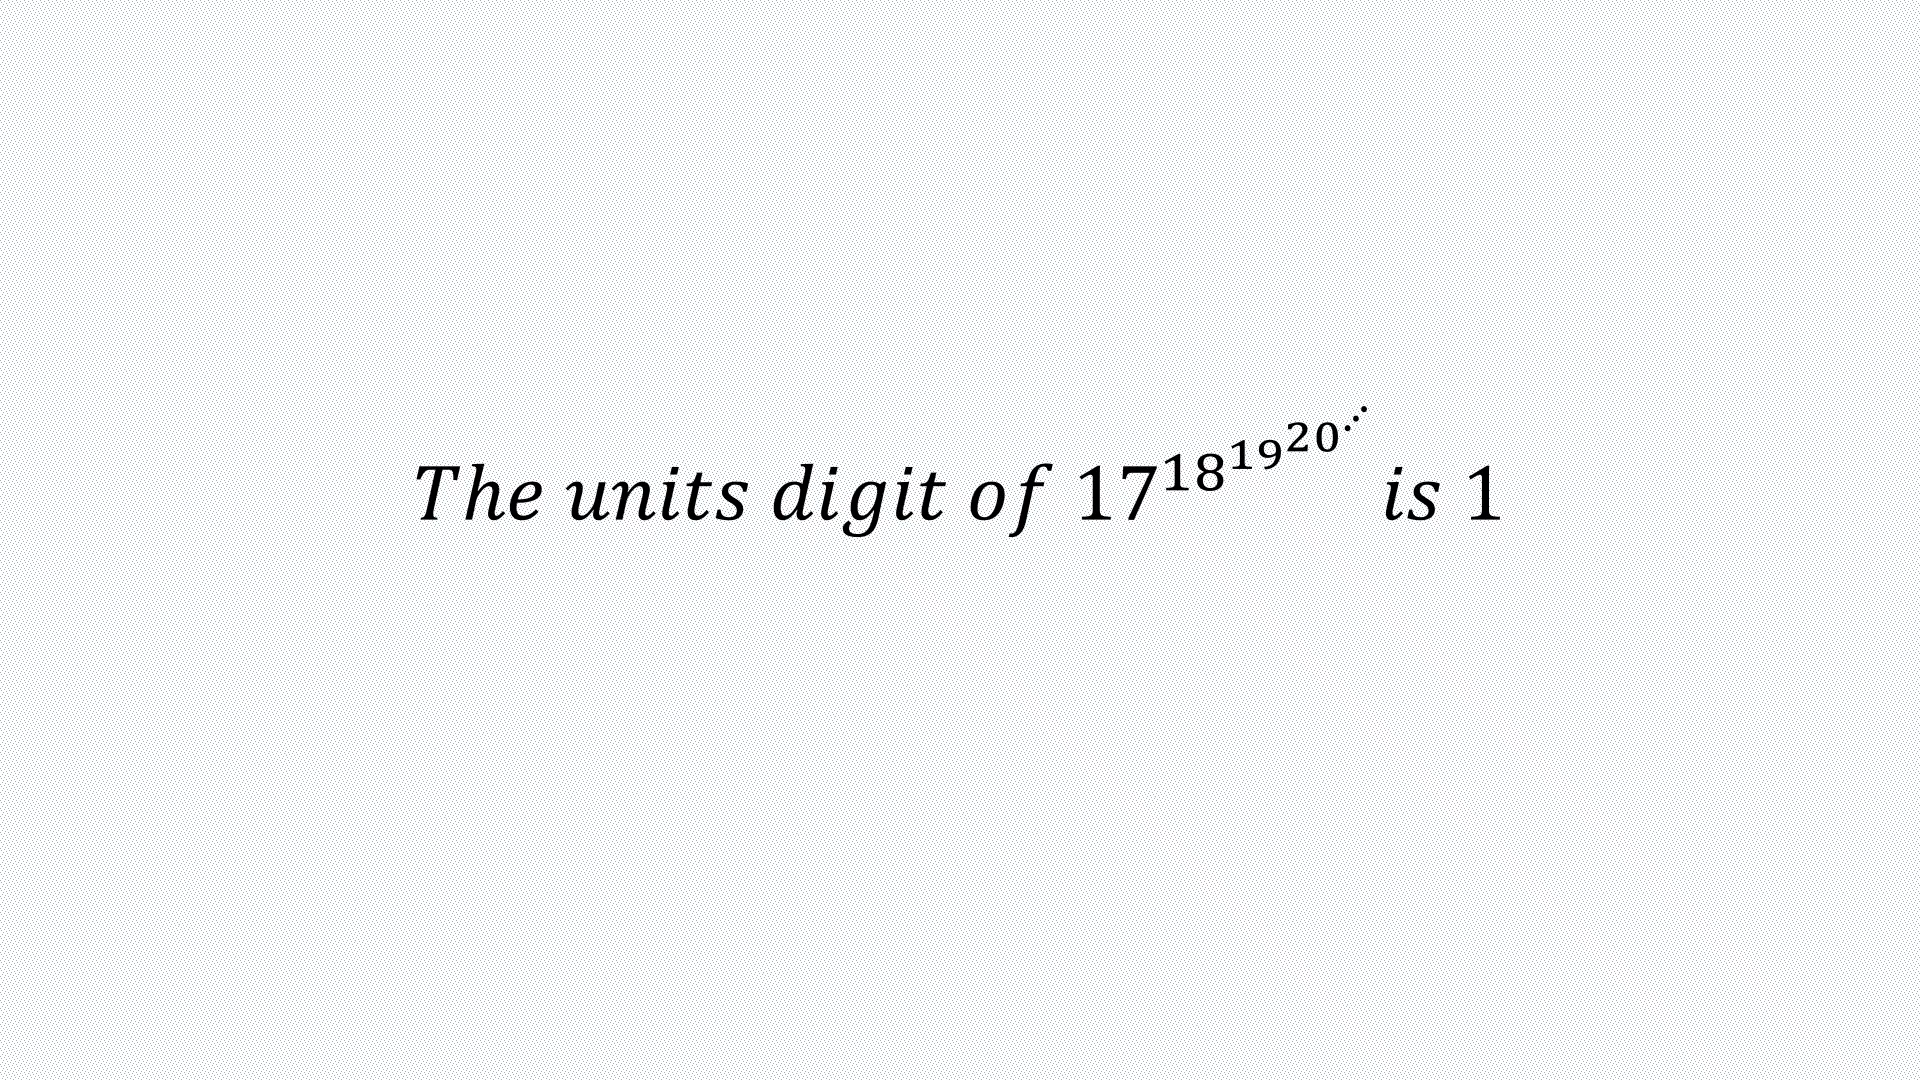 The units digit of 17^18^19^20^⋰ is 1